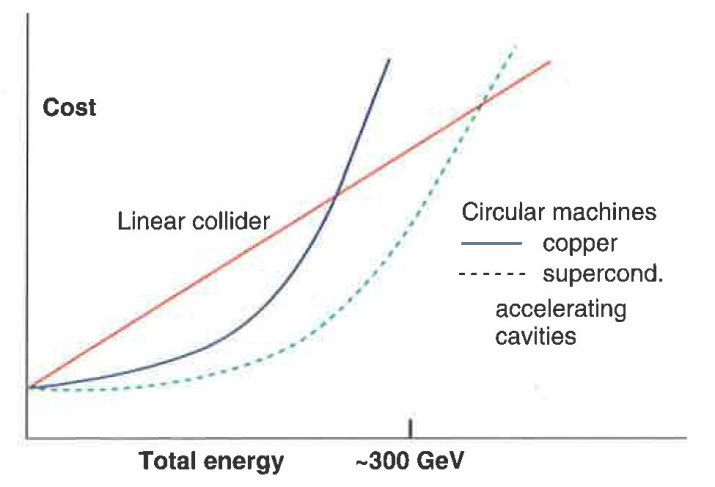 Cost
Linear collider
Circular machines
copper
supercond.
accelerating
cavities
Total energy
~300 GeV